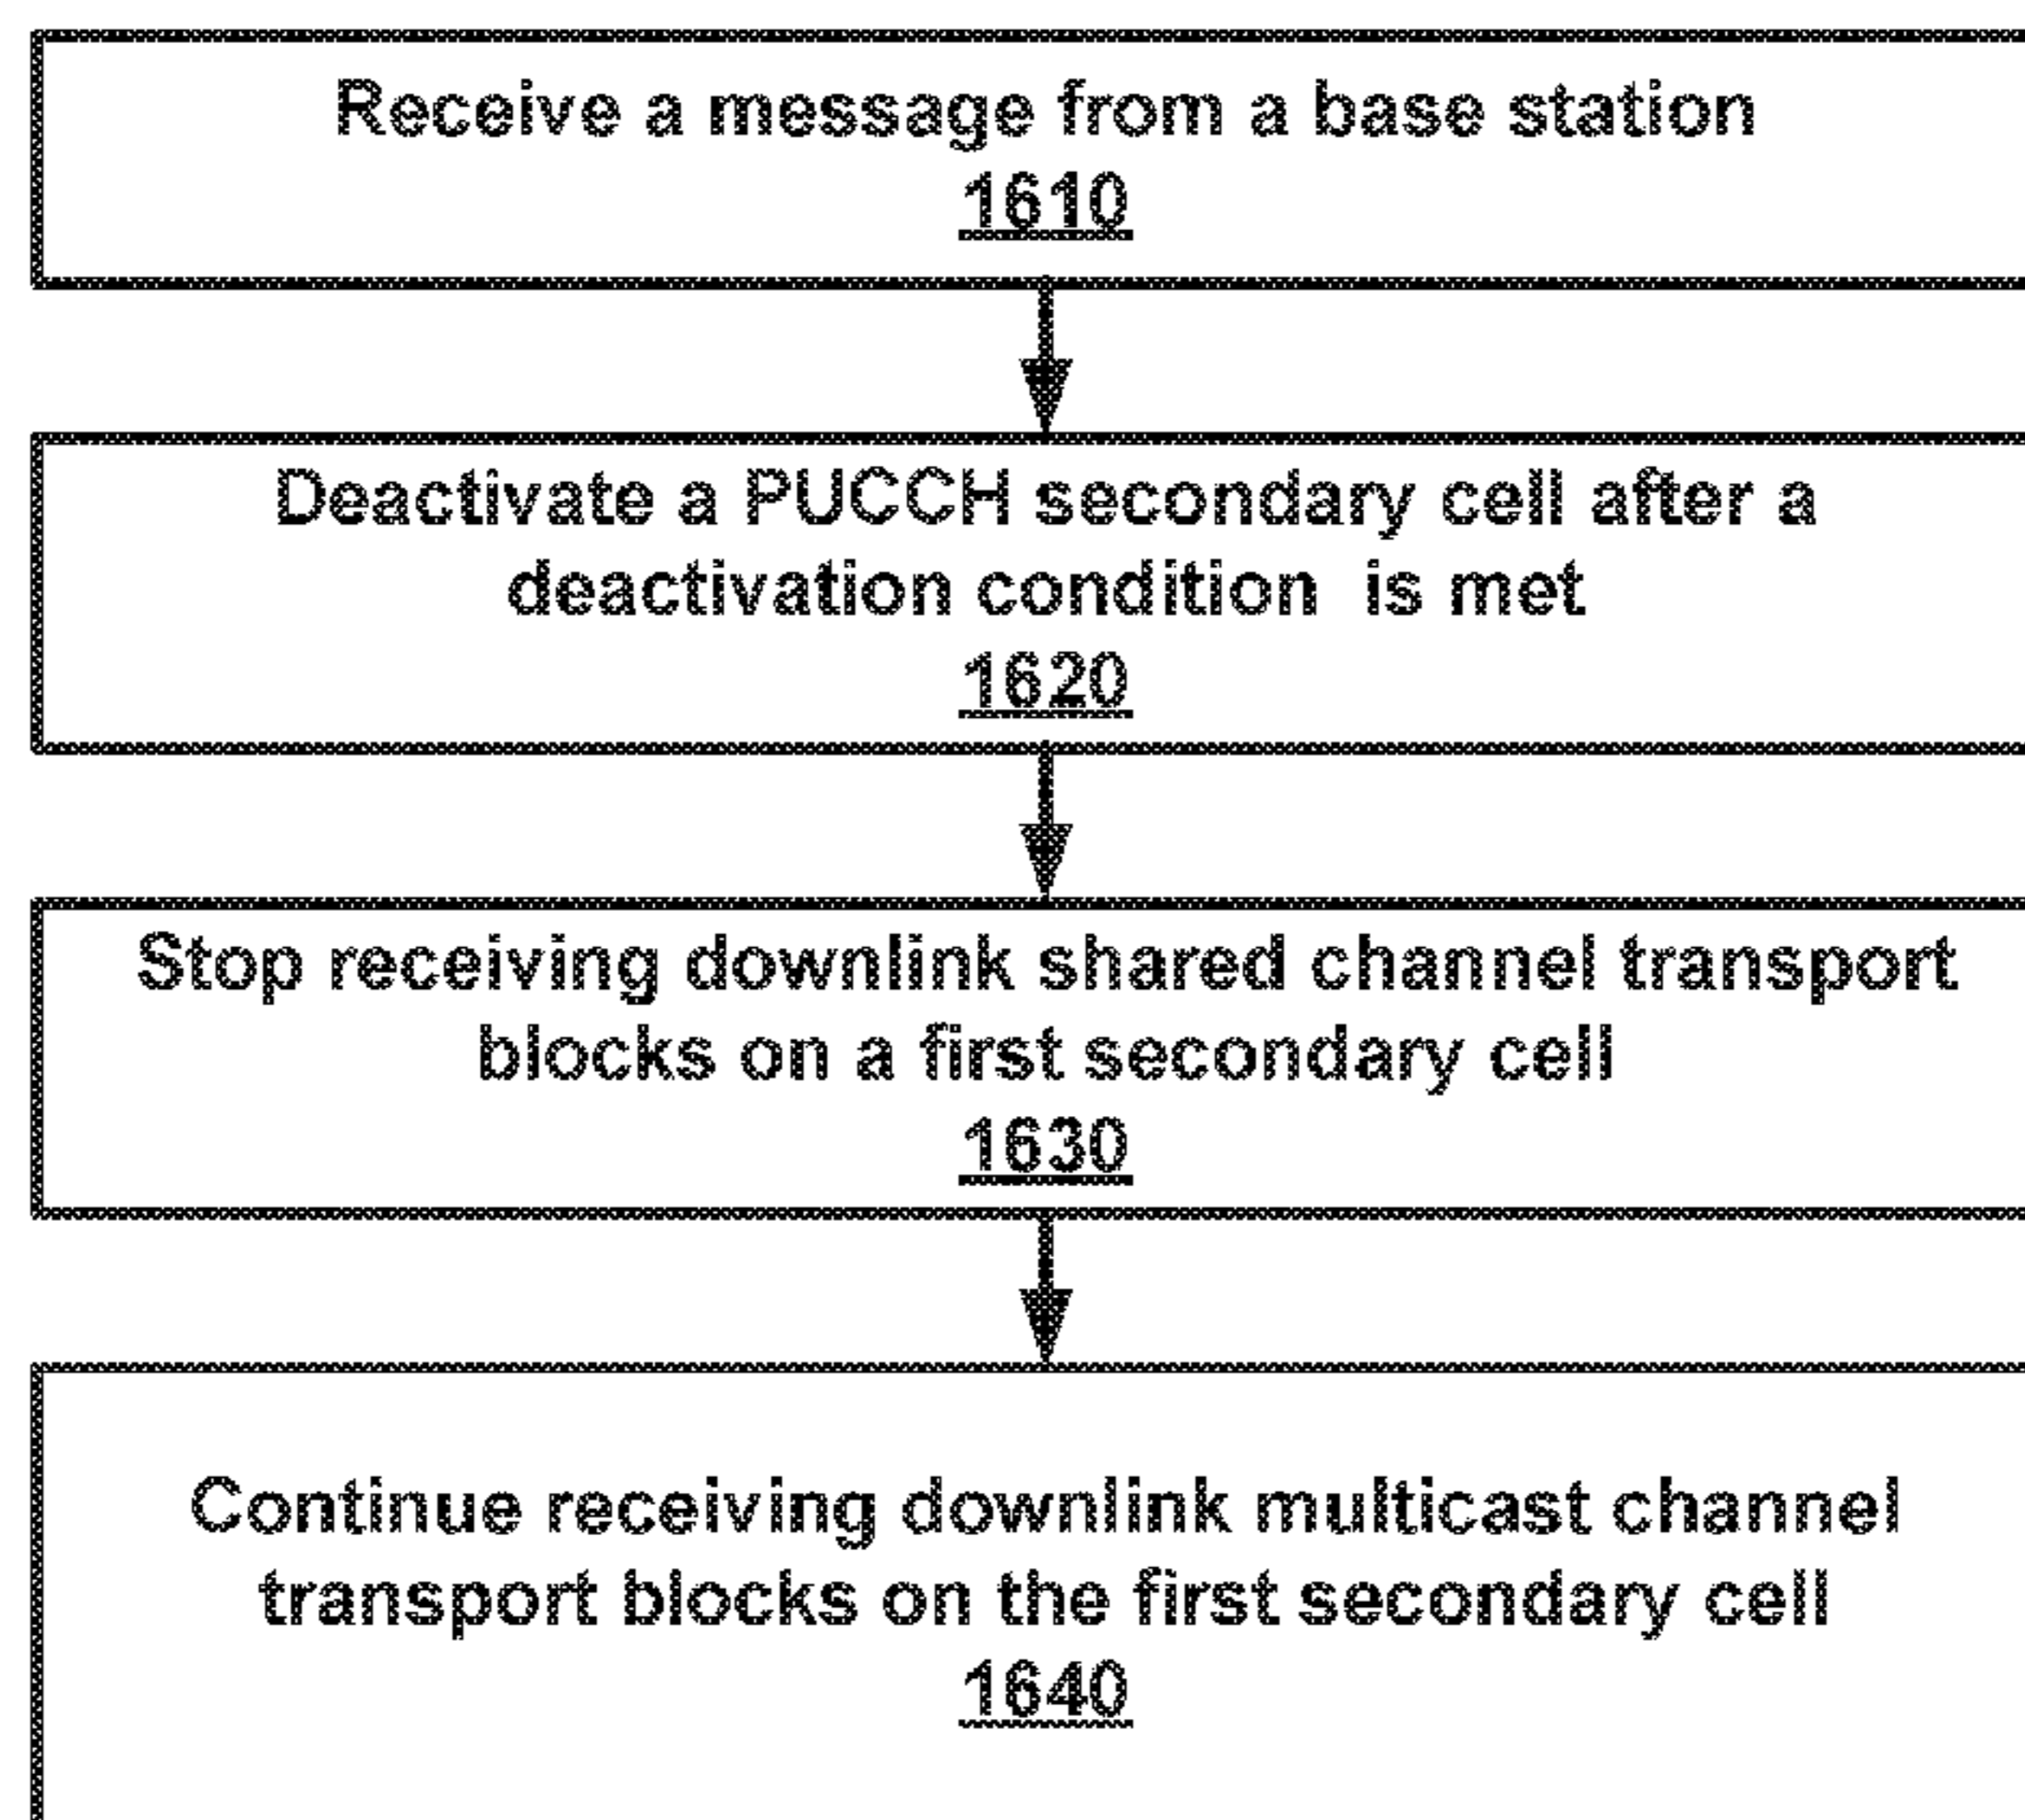 Receive a message from a base station
1610
Deactivate a PUCCH secondary cell after a
deactivation condition is met
1620
Stop receiving downlink shared channel transport
blocks on a first secondary cell
1630
Continue receiving downlink multicast channel
transport blocks on the first secondary cell
1640